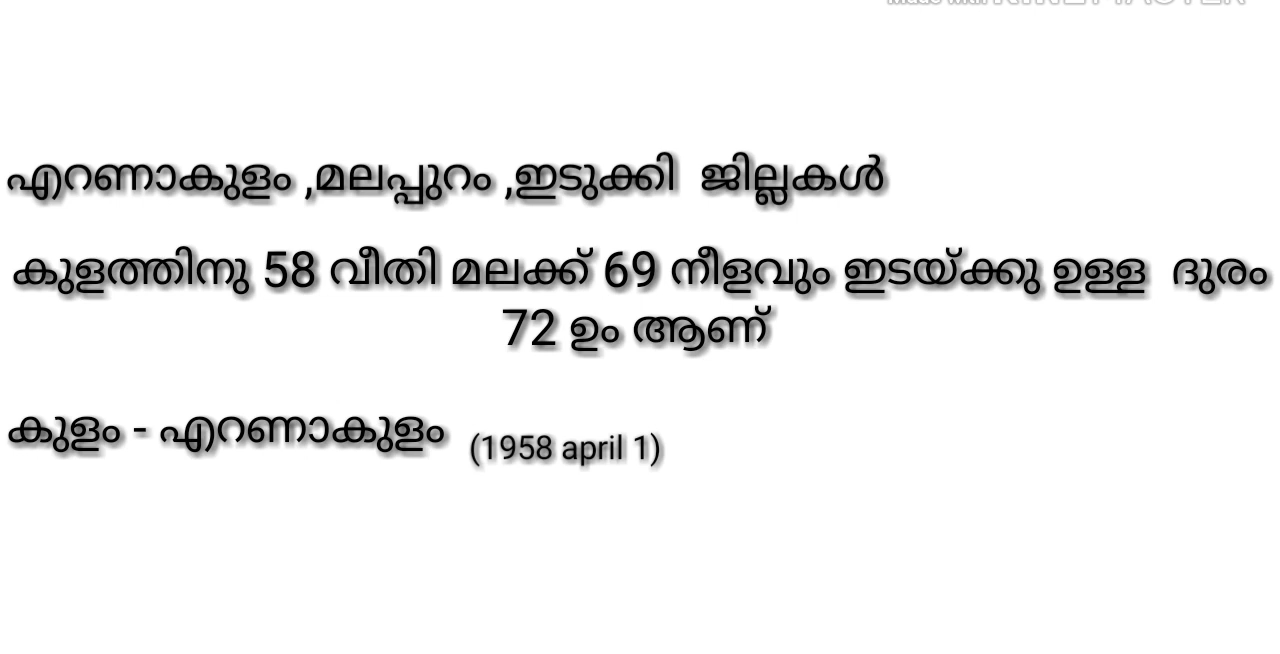 എറണാകുളം ,മലപ്പുറം ,ഇടുക്കി ജില്ലകൾ
കുളത്തിനു 58 വീതി മലക്ക് 69 നീളവും ഇടയ്ക്കു ഉള്ള ദുരം
72 ഉം ആണ്
കുളം - എറണാകുളം (1958 april 1)